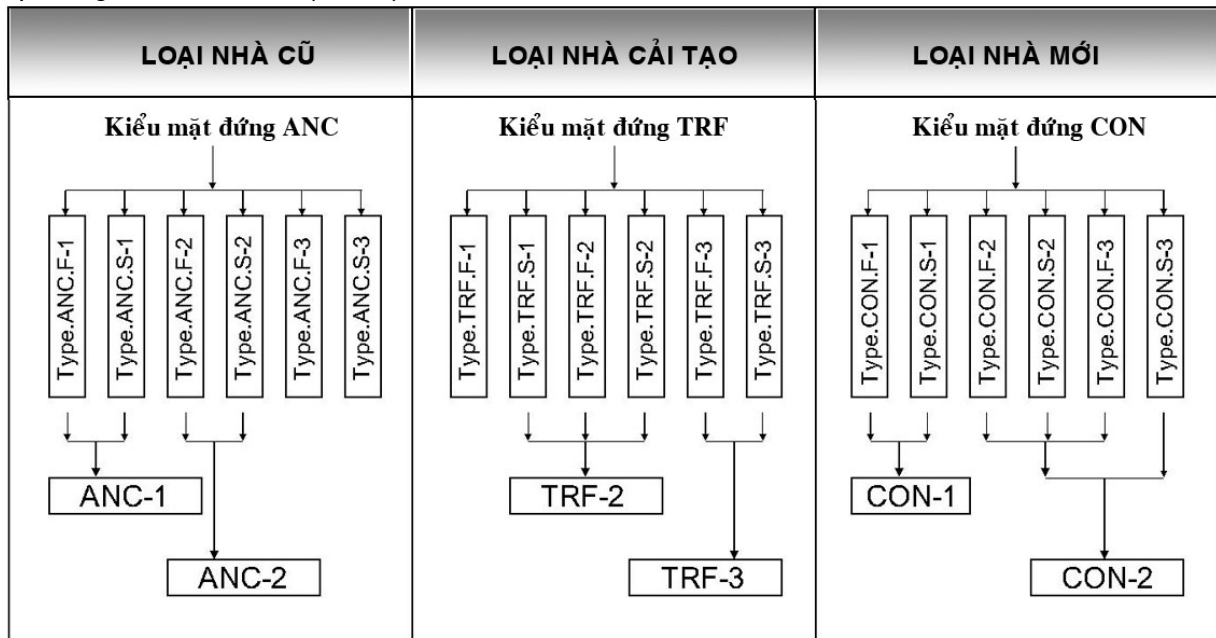 LOẠI NHÀ CŨ
LOẠI NHÀ CẢI TẠO
LOẠI NHÀ MỚI
Kiểu mặt đứng ANC
Kiểu mặt đứng TRF
Kiểu mặt đứng CON
Type.ANC.F-1
Type.ANC.S-1
Type.ANC.F-2
Type.ANC.S-2
Type.ANC.F-3
Type.ANC.S-3
Type.TRF.F-1
Type.TRF.S-1
Type.TRF.F-2
Type.TRF.S-2
Type.TRF.F-3
Type.TRF.S-3
Type.CON.F-1
Type.CON.S-1
Type.CON.F-2
Type.CON.S-2
Type.CON.F-3
Type.CON.S-3
ANC-1
ANC-2
TRF-2
TRF-3
CON-1
CON-2